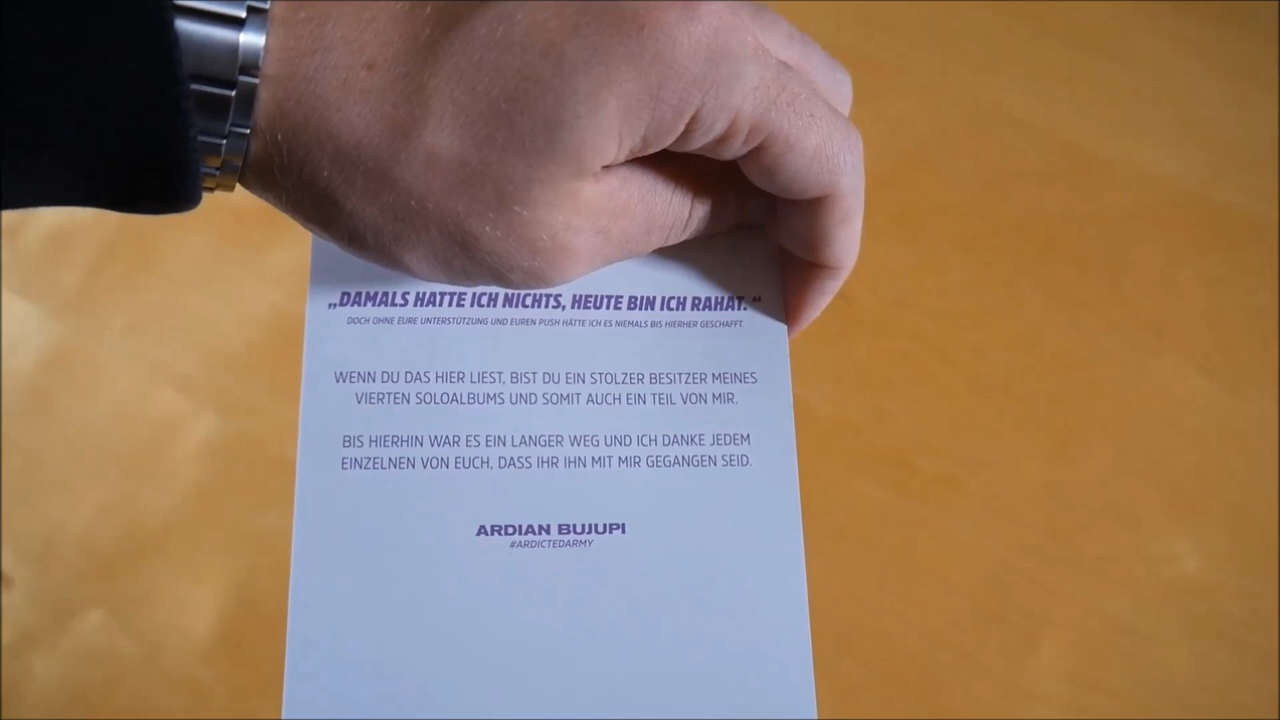 „DAMALS HATTE ICH NICHTS, HEUTE BIN ICH RAHAT.“
DOCH OHNE EURE UNTERSTÜTZUNG UND EUREN PUSH HÄTTE ICH ES NIEMALS BIS HIERHER GESCHAFFT.
WENN DU DAS HIER LIEST, BIST DU EIN STOLZER BESITZER MEINES
VIERTEN SOLOALBUMS UND SOMIT AUCH EIN TEIL VON MIR.
BIS HIERHIN WAR ES EIN LANGER WEG UND ICH DANKE JEDEM
EINZELNEN VON EUCH, DASS IHR IHN MIT MIR GEGANGEN SEID.
ARDIAN BUJUPI
#ARDICTEDARMY